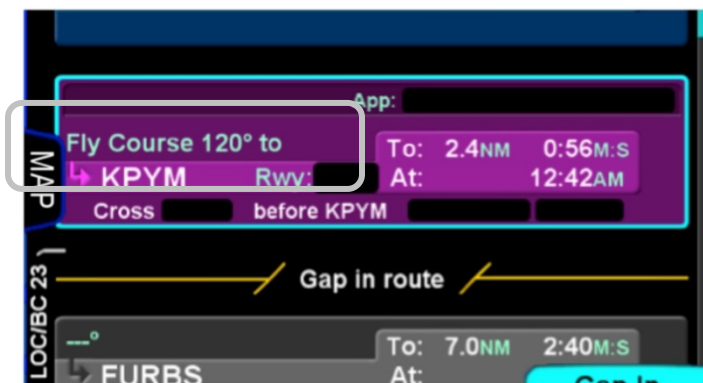 App:
Fly Course 120° to
To: 2.4NM 0:56M:S
KPYM Rwy:
At: 12:42AM
Cross before KPYM
MAP
Gap in route
LOC/BC 23
---°
To: 7.0NM 2:40M:S
FURBS
At: